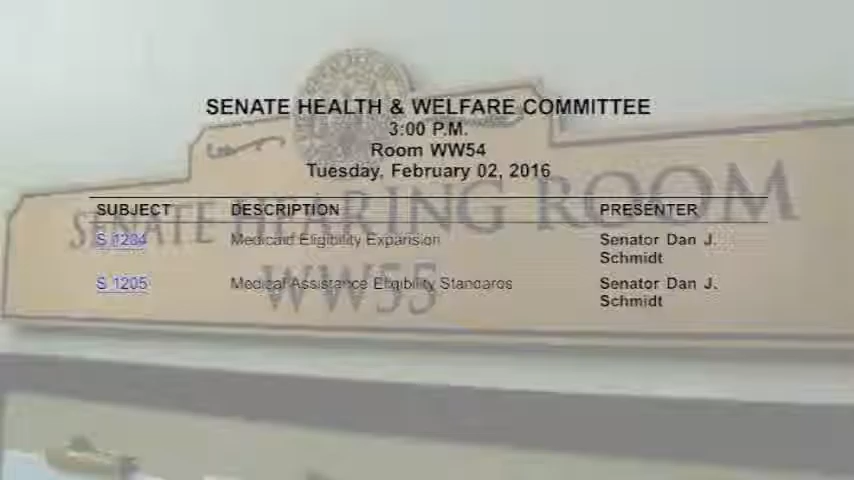 SENATE HEALTH & WELFARE COMMITTEE
3:00 P.M.
Room WW54
Tuesday, February 02, 2016
SUBJECT DESCRIPTION PRESENTER
S 1204 Medicaid Eligibility Expansion Senator Dan J.
Schmidt
S 1205 Medical Assistance Eligibility Standards Senator Dan J.
Schmidt
SENATE HEARING ROOM
WW55